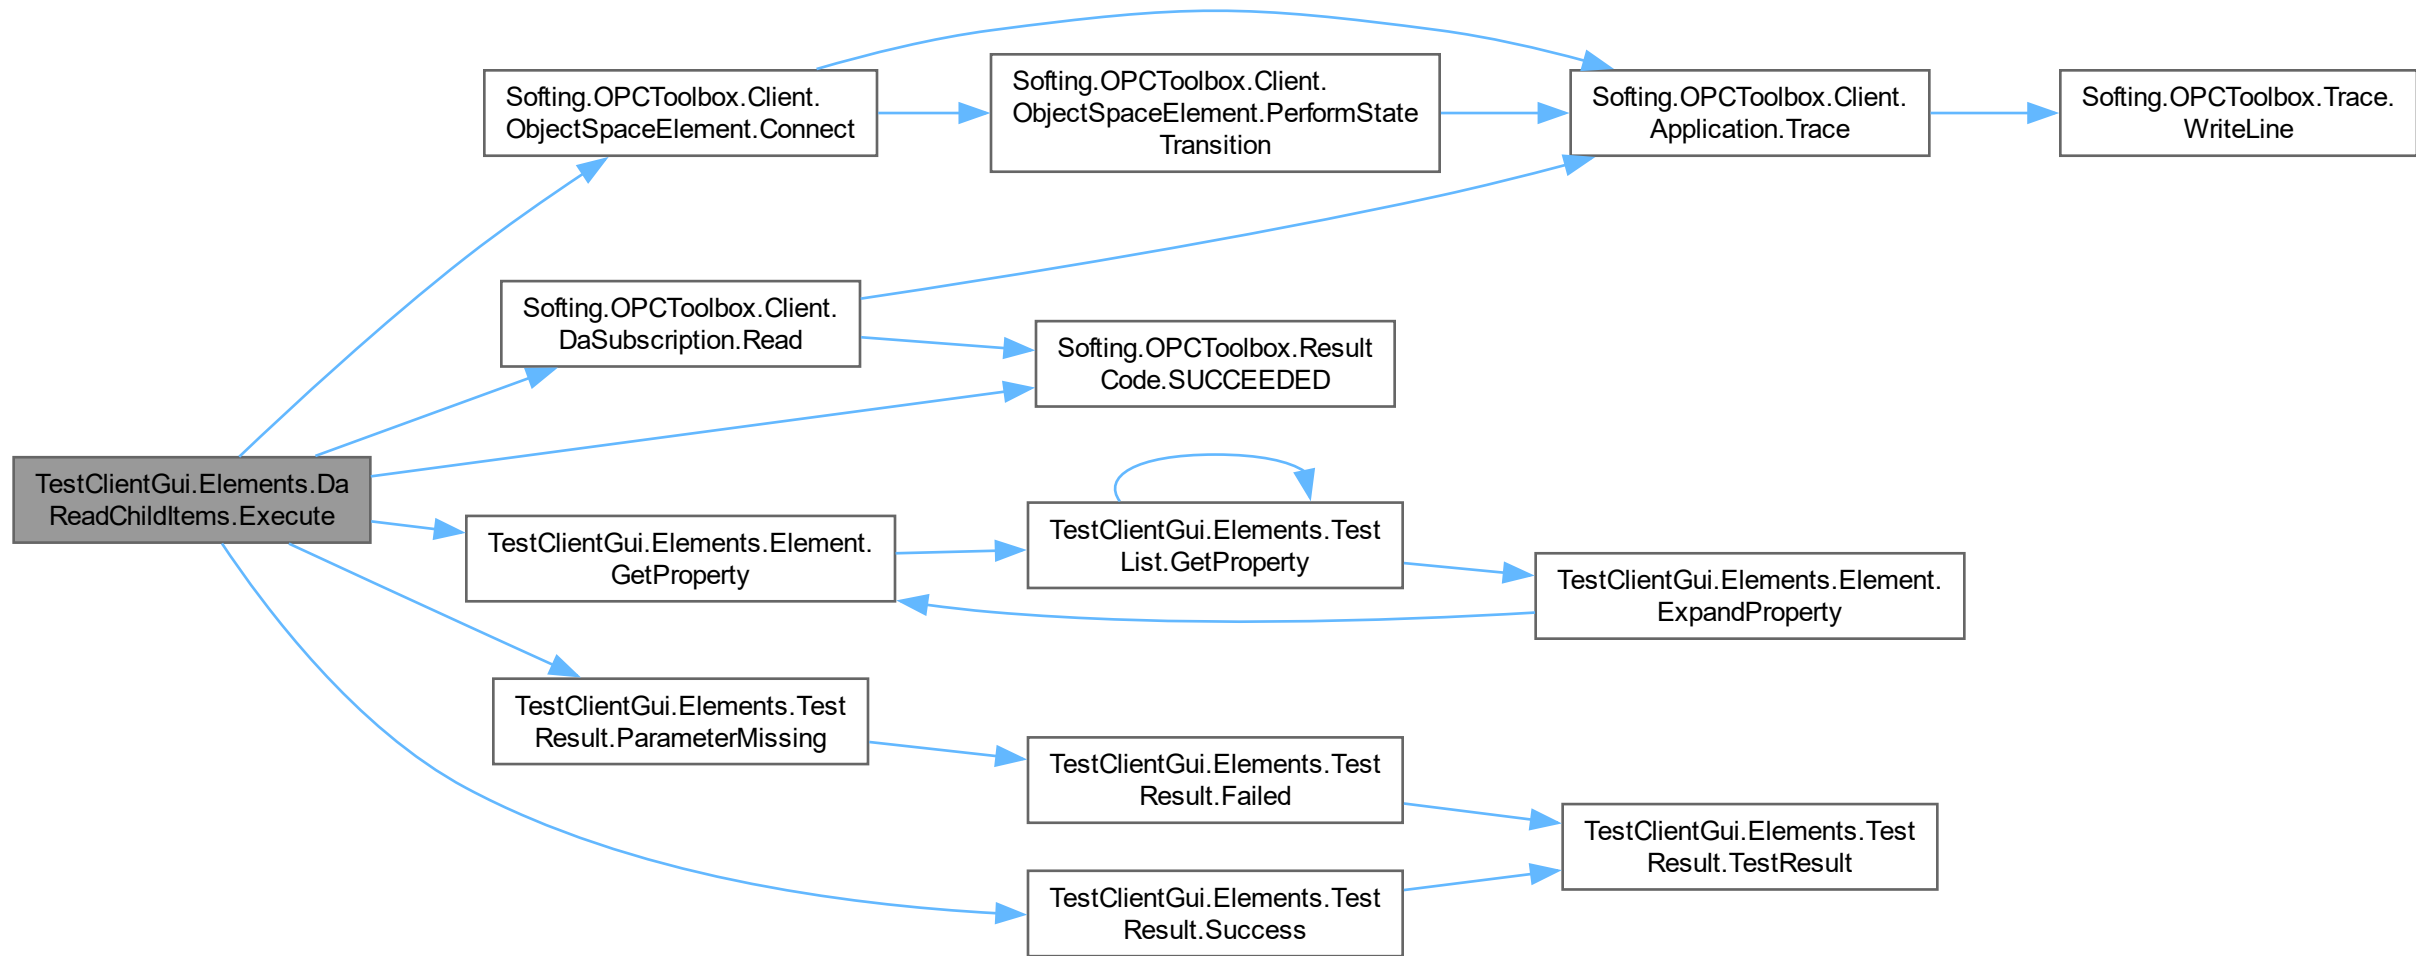 Softing.OPCToolbox.Client.
ObjectSpaceElement.Connect
Softing.OPCToolbox.Client.
ObjectSpaceElement.PerformState
Transition
Softing.OPCToolbox.Client.
Application.Trace
Softing.OPCToolbox.Trace.
WriteLine
Softing.OPCToolbox.Client.
DaSubscription.Read
Softing.OPCToolbox.Result
Code.SUCCEEDED
TestClientGui.Elements.Da
ReadChildItems.Execute
TestClientGui.Elements.Element.
GetProperty
TestClientGui.Elements.Test
List.GetProperty
TestClientGui.Elements.Element.
ExpandProperty
TestClientGui.Elements.Test
Result.ParameterMissing
TestClientGui.Elements.Test
Result.Failed
TestClientGui.Elements.Test
Result.TestResult
TestClientGui.Elements.Test
Result.Success